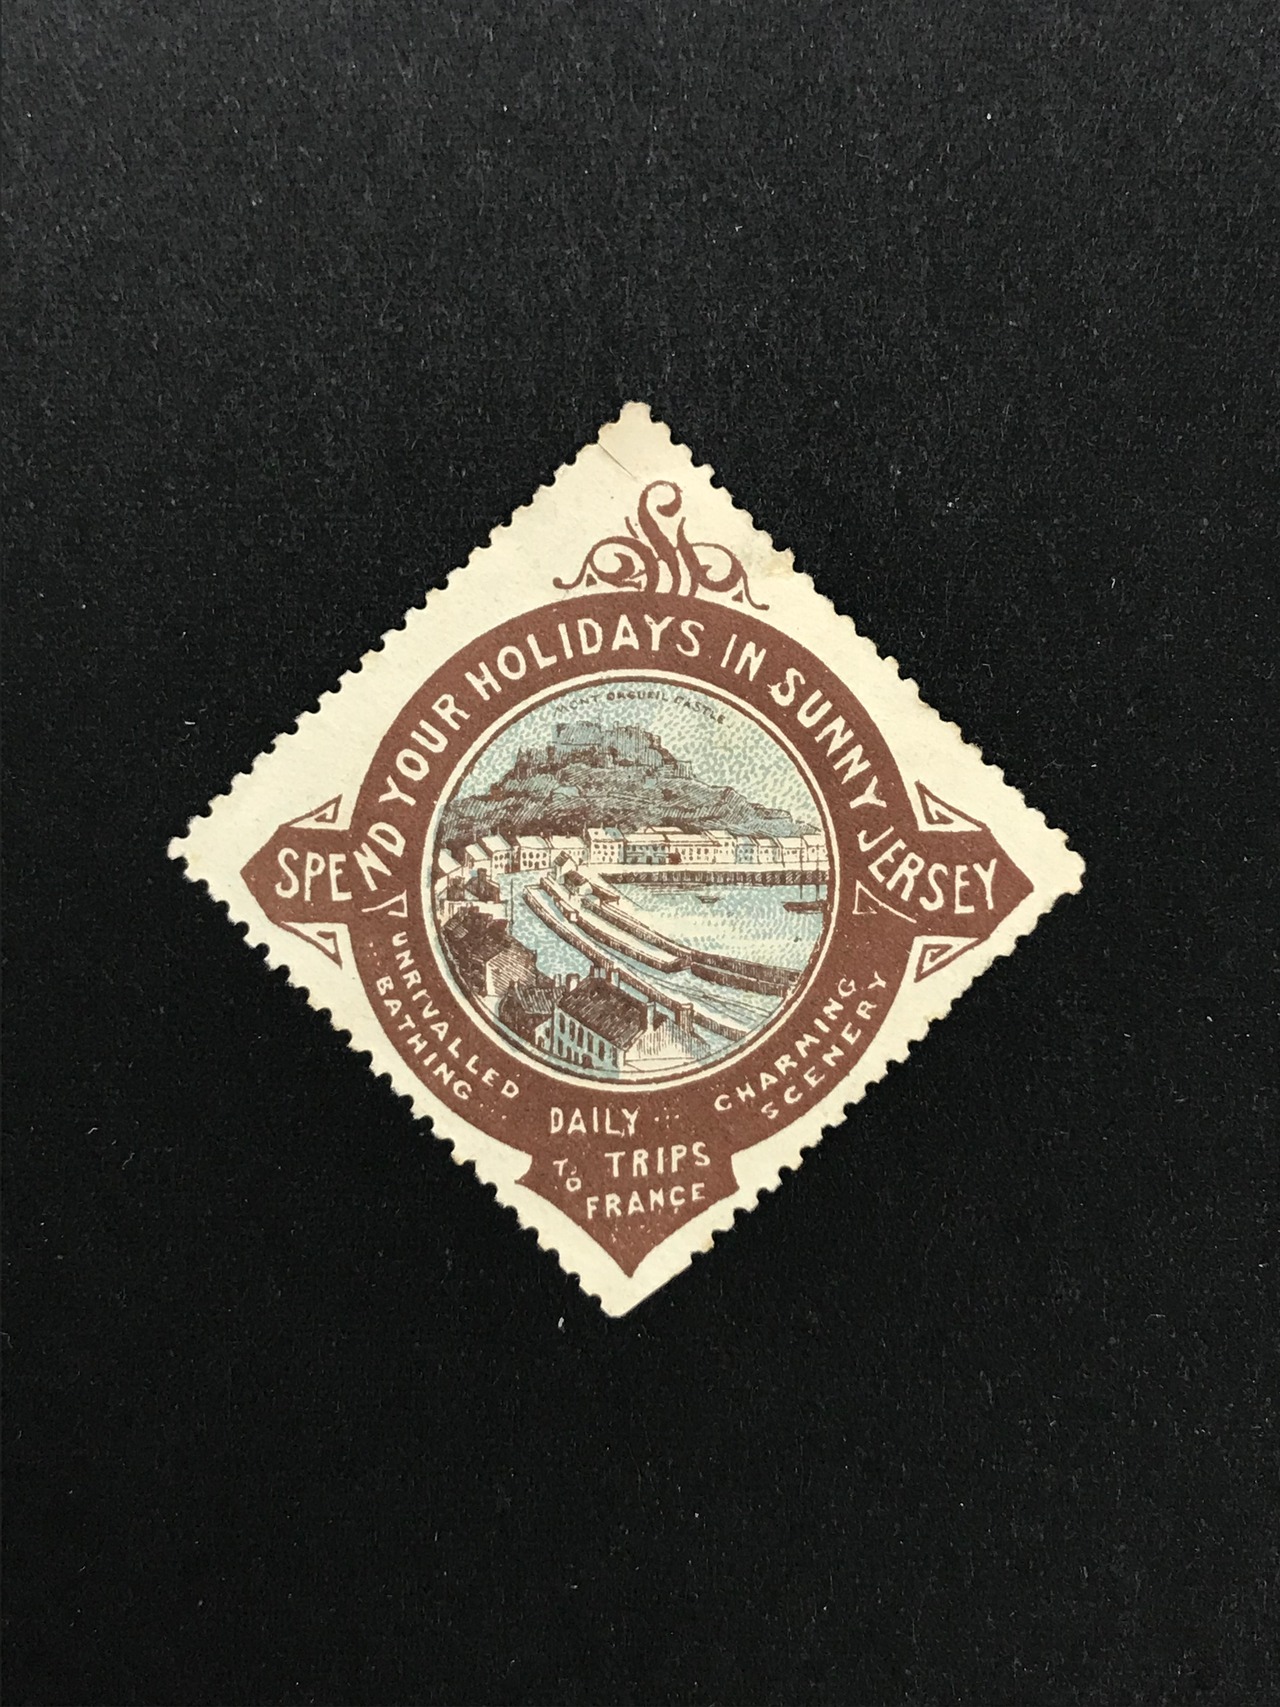 SPEND YOUR HOLIDAYS IN SUNNY JERSEY
MONT ORGUEIL CASTLE
UNRIVALLED
BATHING
CHARMING
SCENERY
DAILY
TO TRIPS
FRANCE